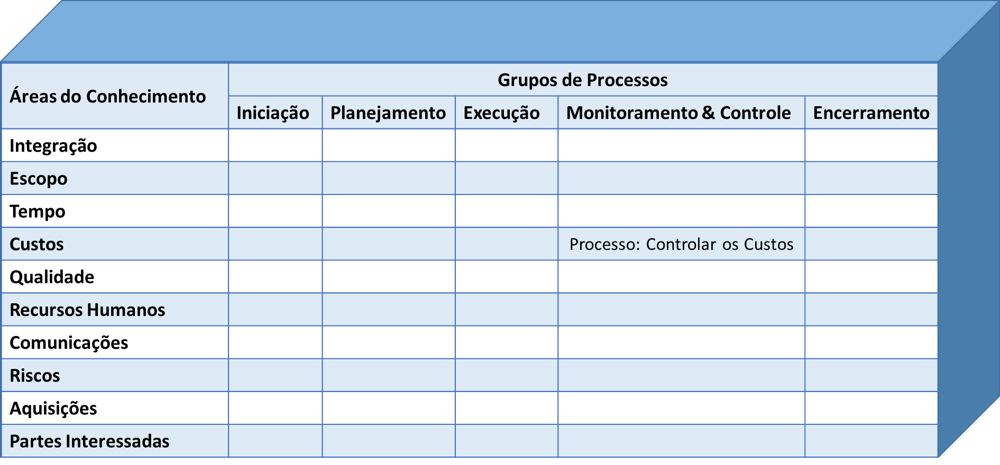 Áreas do Conhecimento
Grupos de Processos
Iniciação
Planejamento
Execução
Monitoramento & Controle
Encerramento
Integração
Escopo
Tempo
Custos
Processo: Controlar os Custos
Qualidade
Recursos Humanos
Comunicações
Riscos
Aquisições
Partes Interessadas